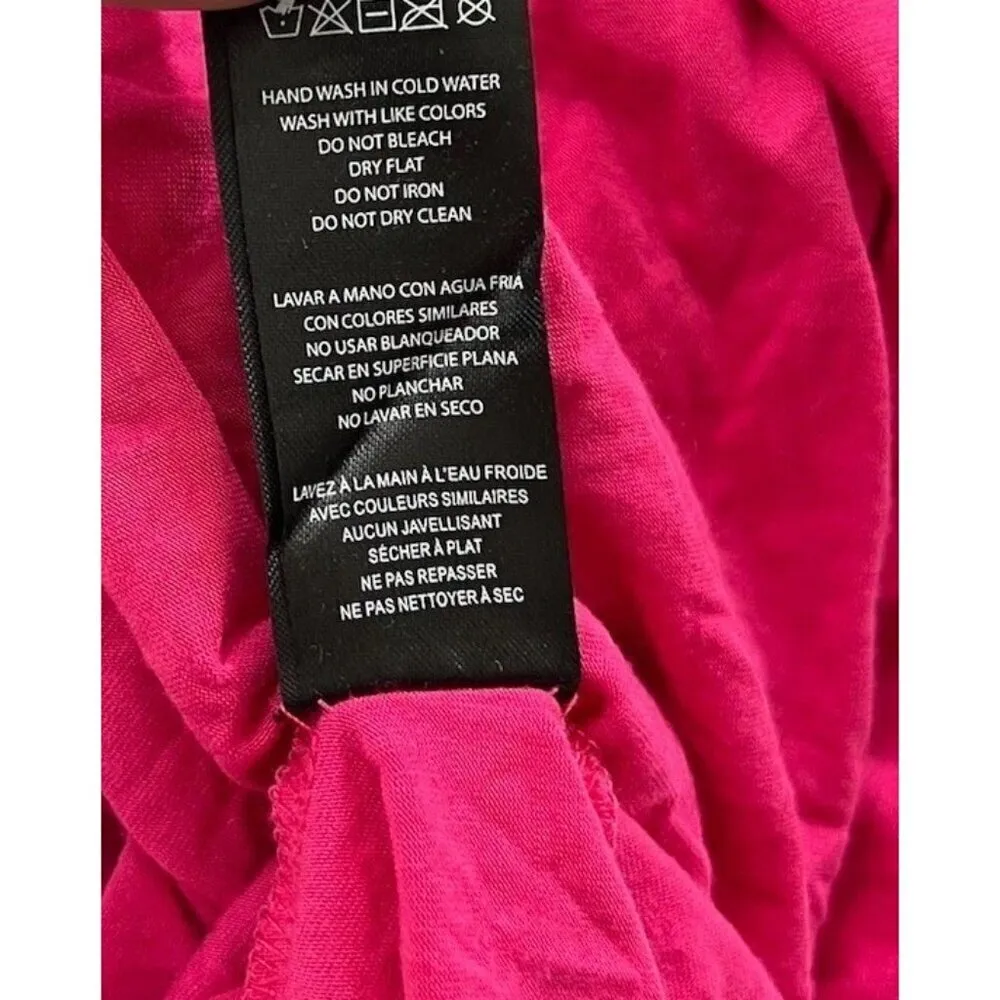 HAND WASH IN COLD WATER
WASH WITH LIKE COLORS
DO NOT BLEACH
DRY FLAT
DO NOT IRON
DO NOT DRY CLEAN
LAVAR A MANO CON AGUA FRIA
CON COLORES SIMILARES
NO USAR BLANQUEADOR
SECAR EN SUPERFICIE PLANA
NO PLANCHAR
NO LAVAR EN SECO
LAVEZ À LA MAIN À L'EAU FROIDE
AVEC COULEURS SIMILAIRES
AUCUN JAVELLISANT
SÉCHER À PLAT
NE PAS REPASSER
NE PAS NETTOYER À SEC